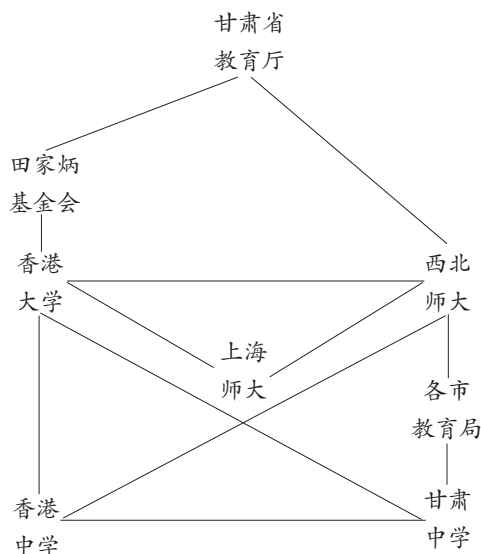 甘肃省
教育厅
田家炳
基金会
香港
大学
西北
师大
上海
师大
各市
教育局
香港
中学
甘肃
中学